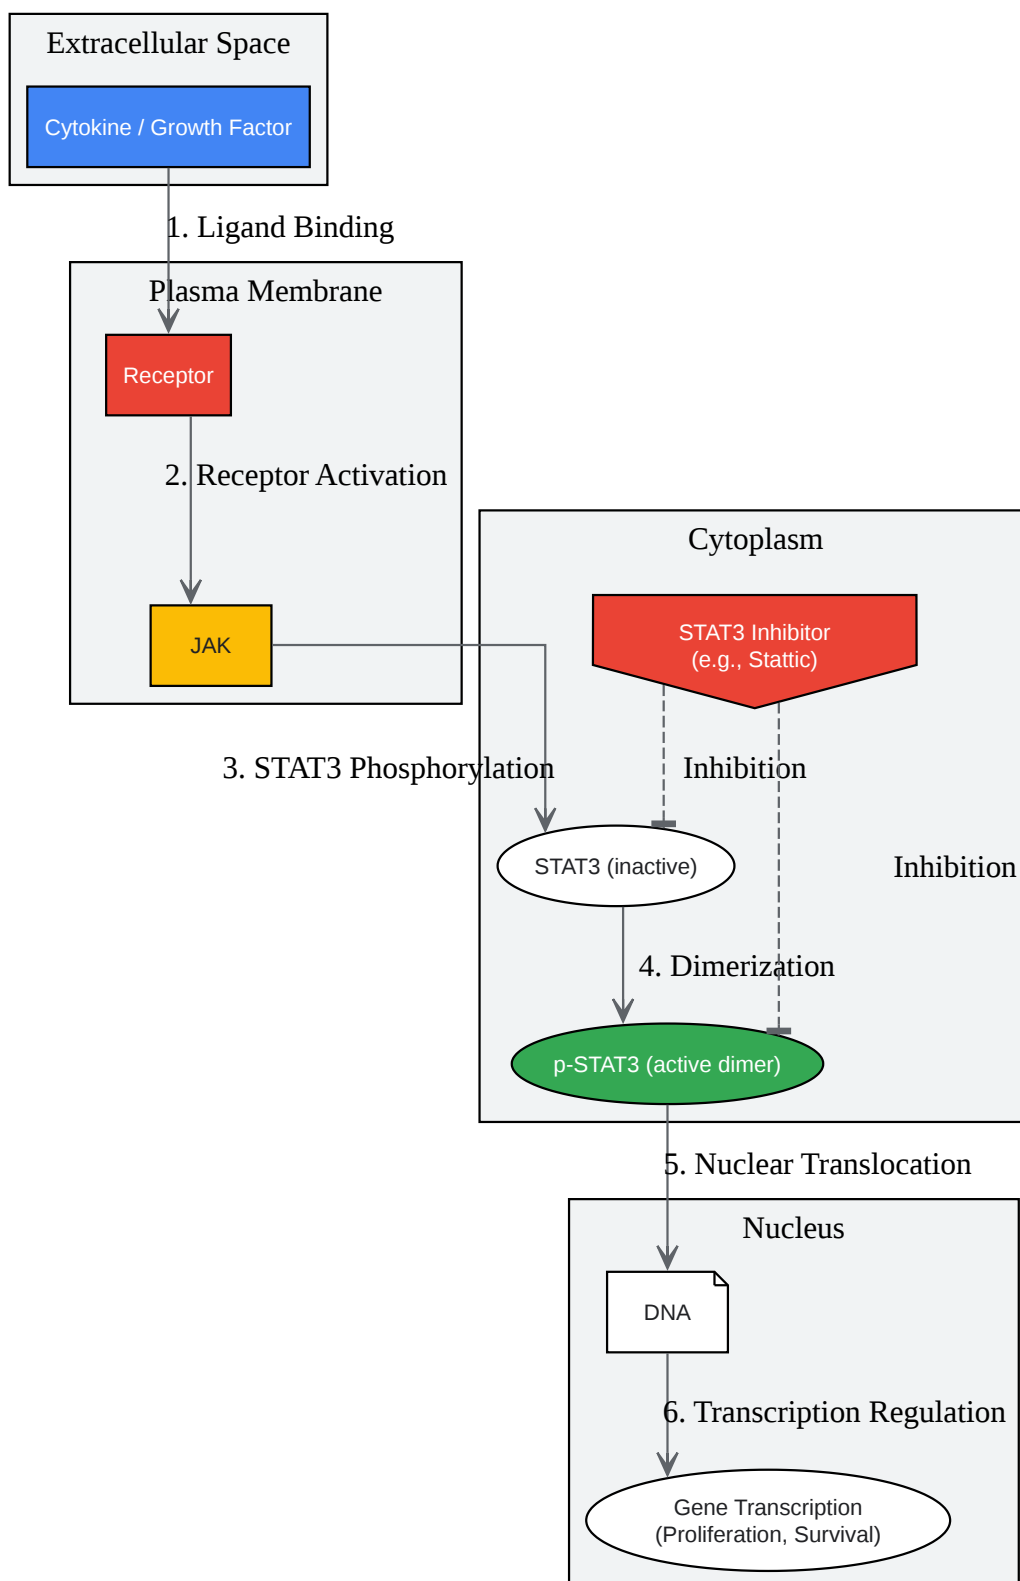 Extracellular Space
Cytokine / Growth Factor
1. Ligand Binding
Plasma Membrane
Receptor
2. Receptor Activation
Cytoplasm
STAT3 Inhibitor
(e.g., Stattic)
JAK
3. STAT3 Phosphorylation
Inhibition
STAT3 (inactive)
Inhibition
4. Dimerization
p-STAT3 (active dimer)
5. Nuclear Translocation
Nucleus
DNA
6. Transcription Regulation
Gene Transcription
(Proliferation, Survival)